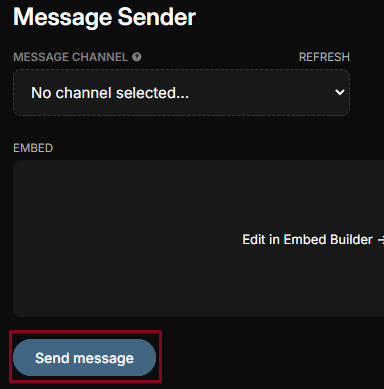 Message Sender
MESSAGE CHANNEL REFRESH
No channel selected...
EMBED
Edit in Embed Builder →
Send message